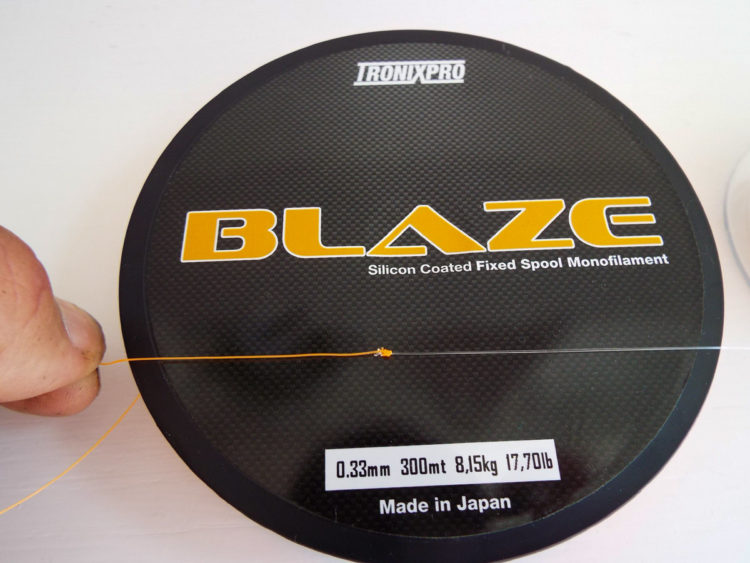 TRONIXPRO
BLAZE
Silicon Coated Fixed Spool Monofilament
0.33mm 300mt 8,15kg 17,70lb
Made in Japan